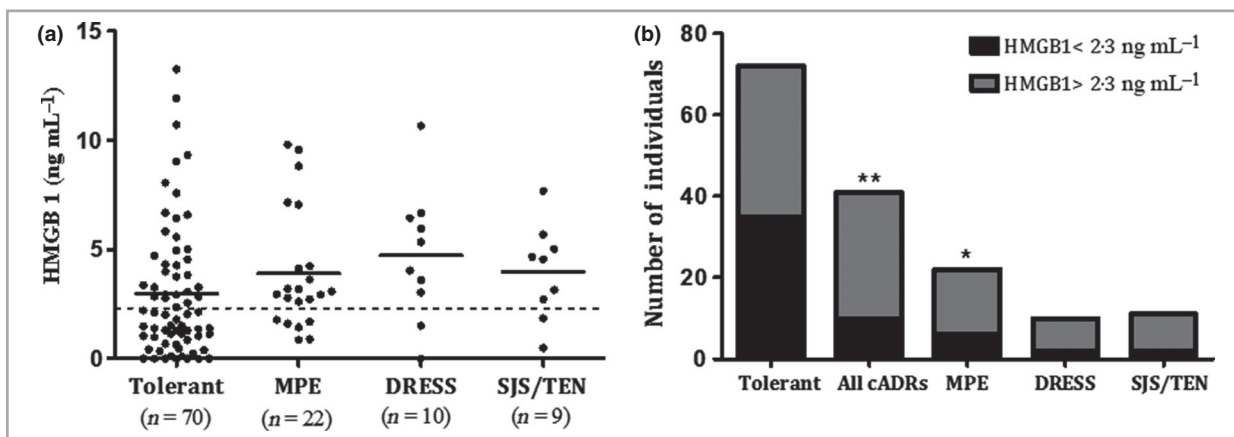 (a)
15
10
5
0
HMGB 1 (ng mL⁻¹)
Tolerant MPE DRESS SJS/TEN
(n = 70) (n = 22) (n = 10) (n = 9)
(b)
80
60
40
20
0
Number of individuals
HMGB1< 2·3 ng mL⁻¹
HMGB1> 2·3 ng mL⁻¹
**
*
Tolerant All cADRs MPE DRESS SJS/TEN